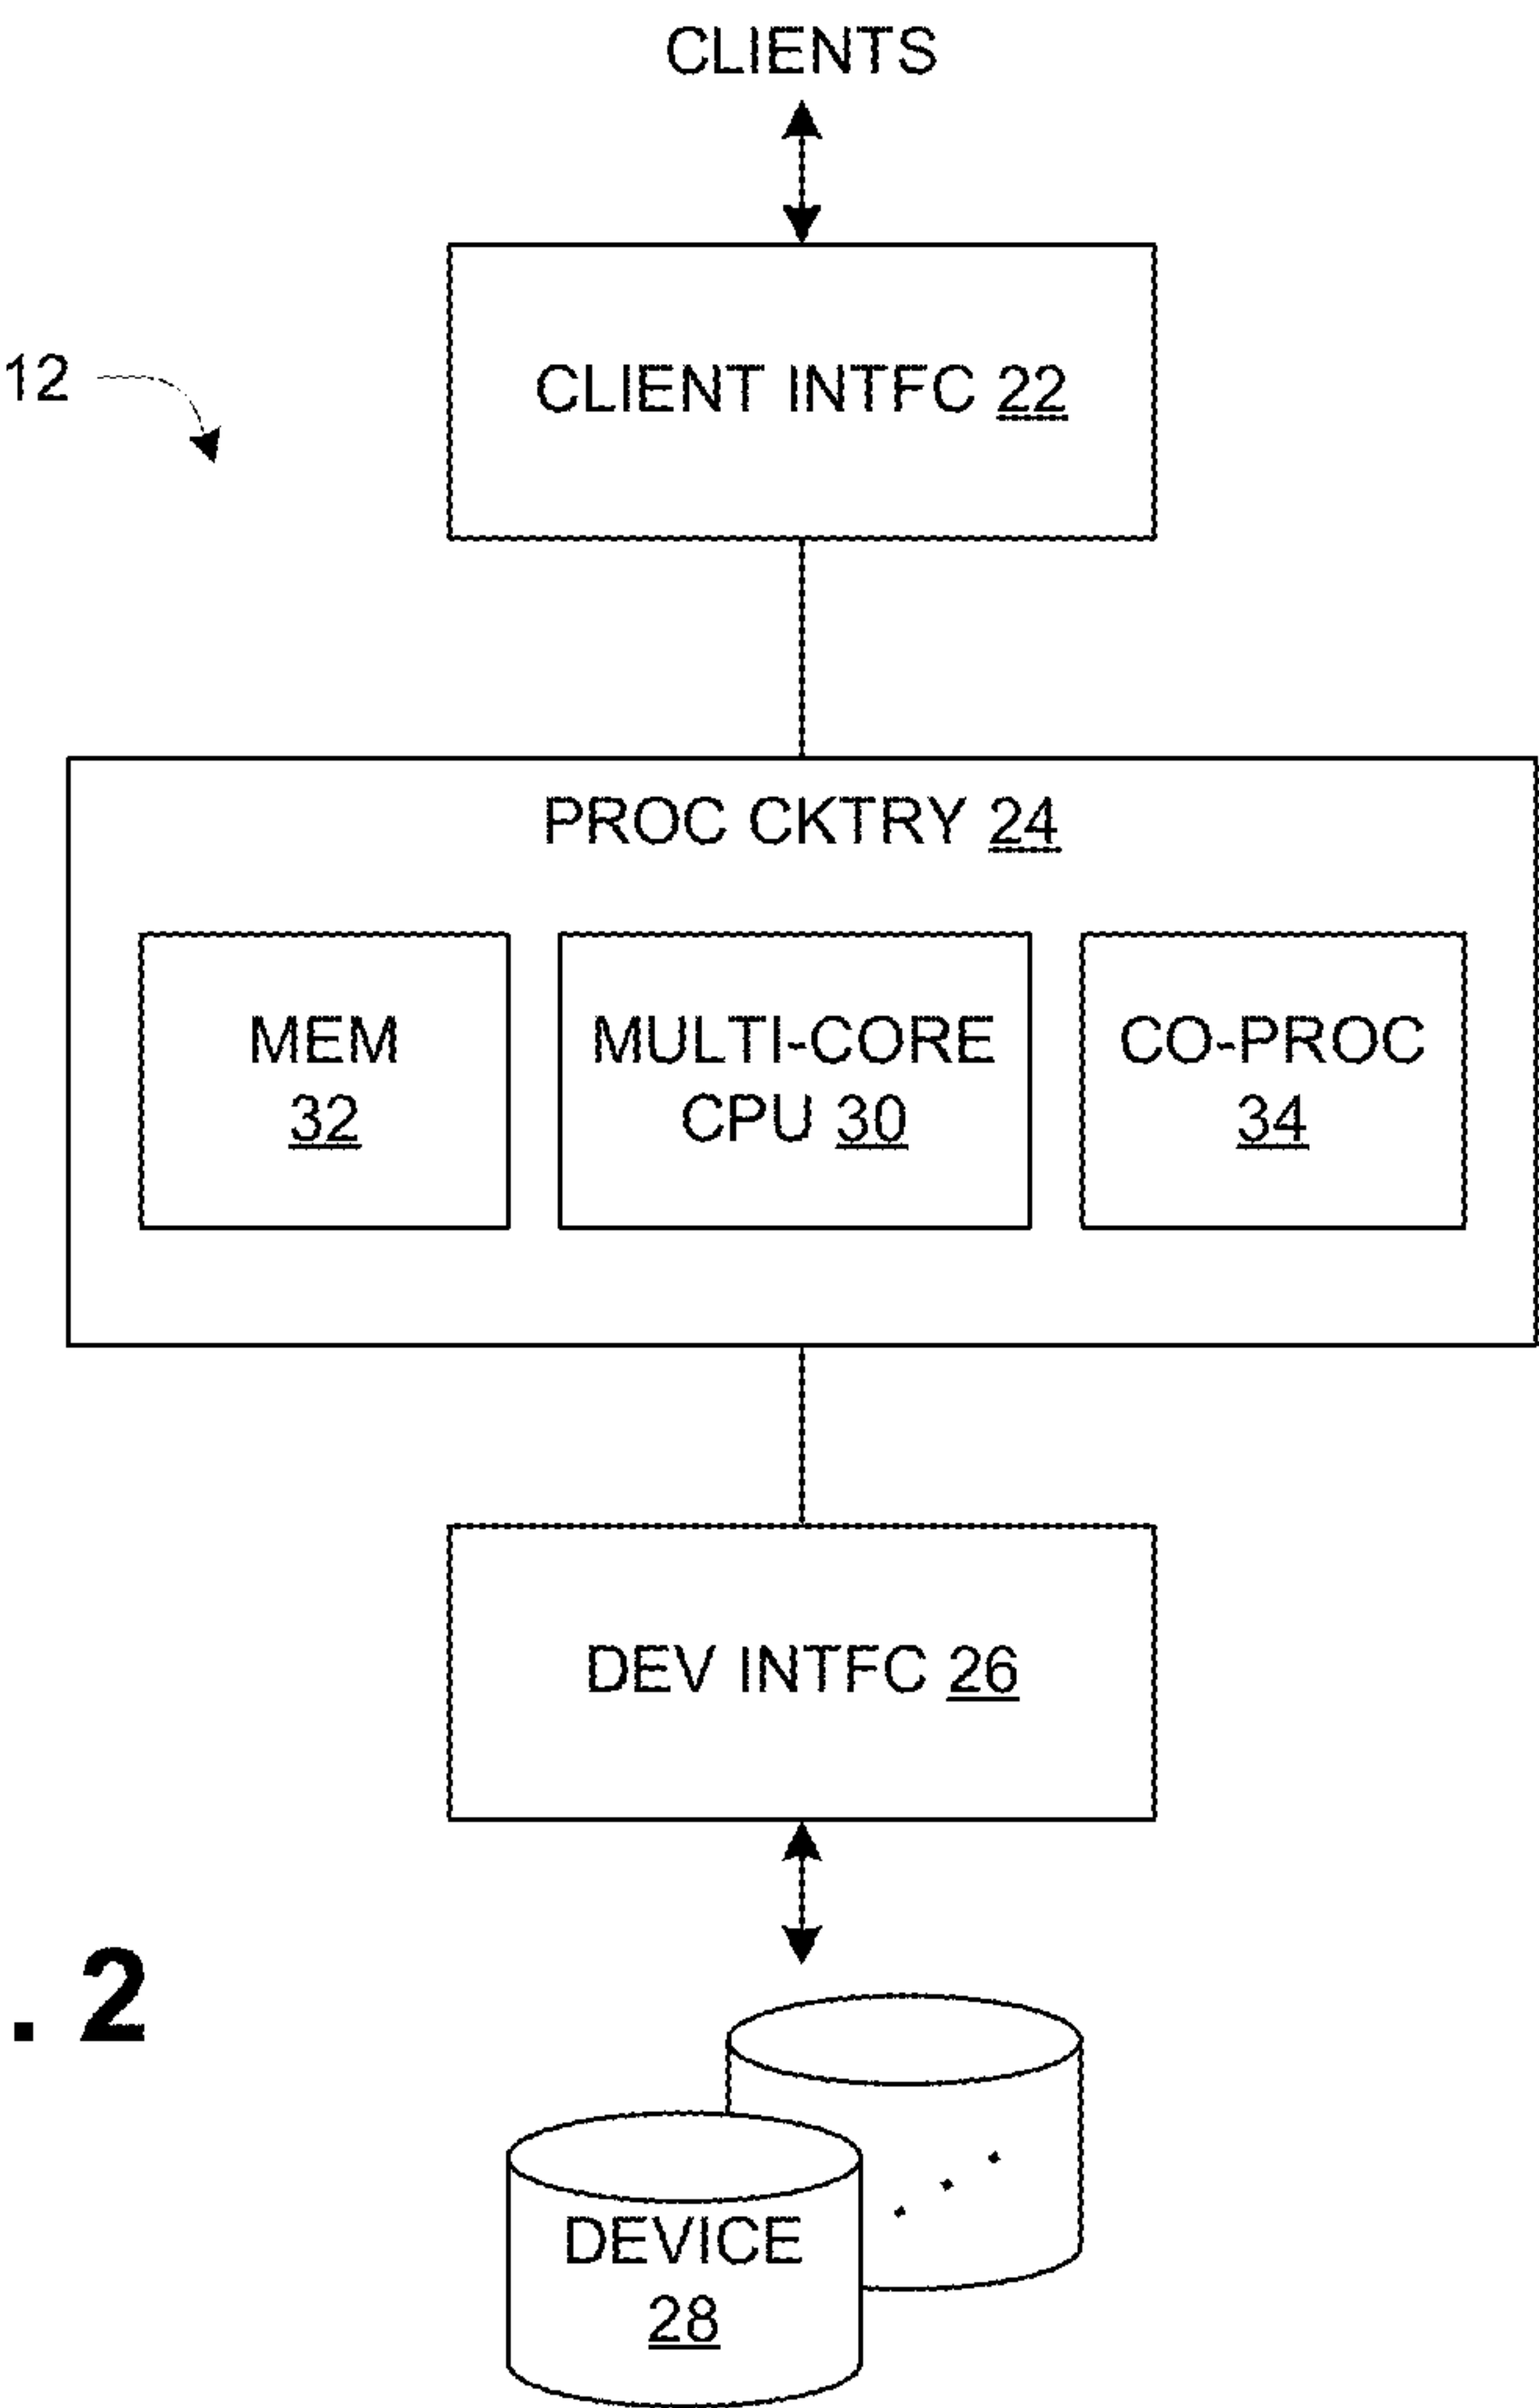 CLIENTS
12
CLIENT INTFC 22
PROC CKTRY 24
MEM
32
MULTI-CORE
CPU 30
CO-PROC
34
DEV INTFC 26
. 2
DEVICE
28